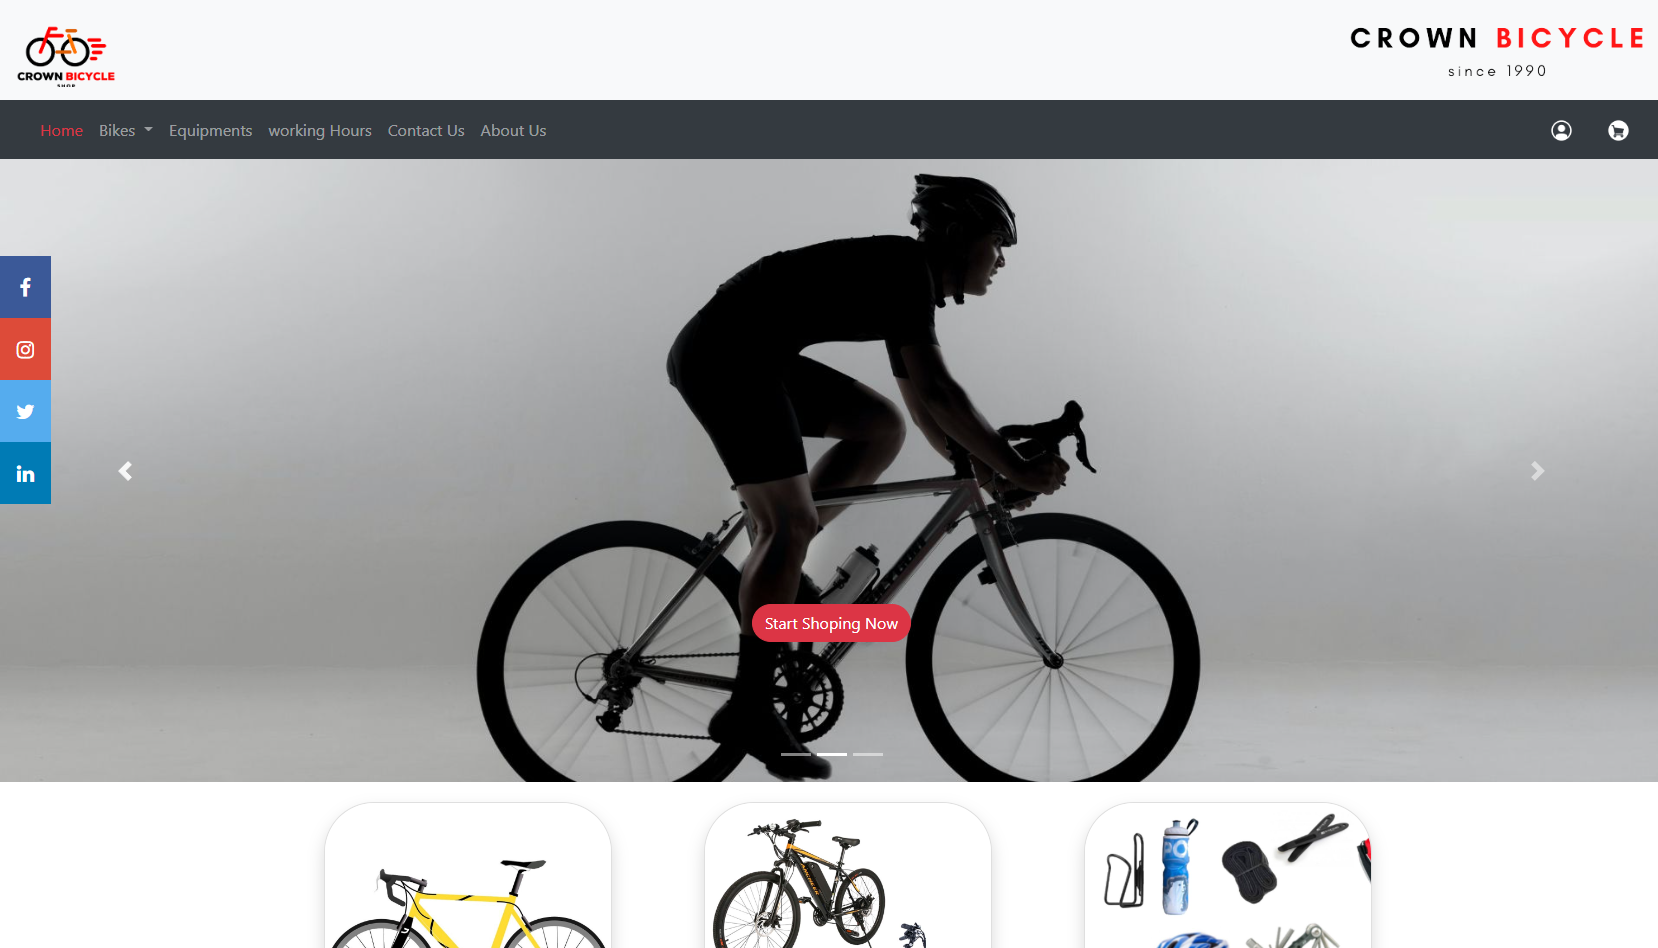 CROWN BICYCLE
SHOP
CROWN BICYCLE
since 1990
Home Bikes Equipments working Hours Contact Us About Us
Start Shoping Now